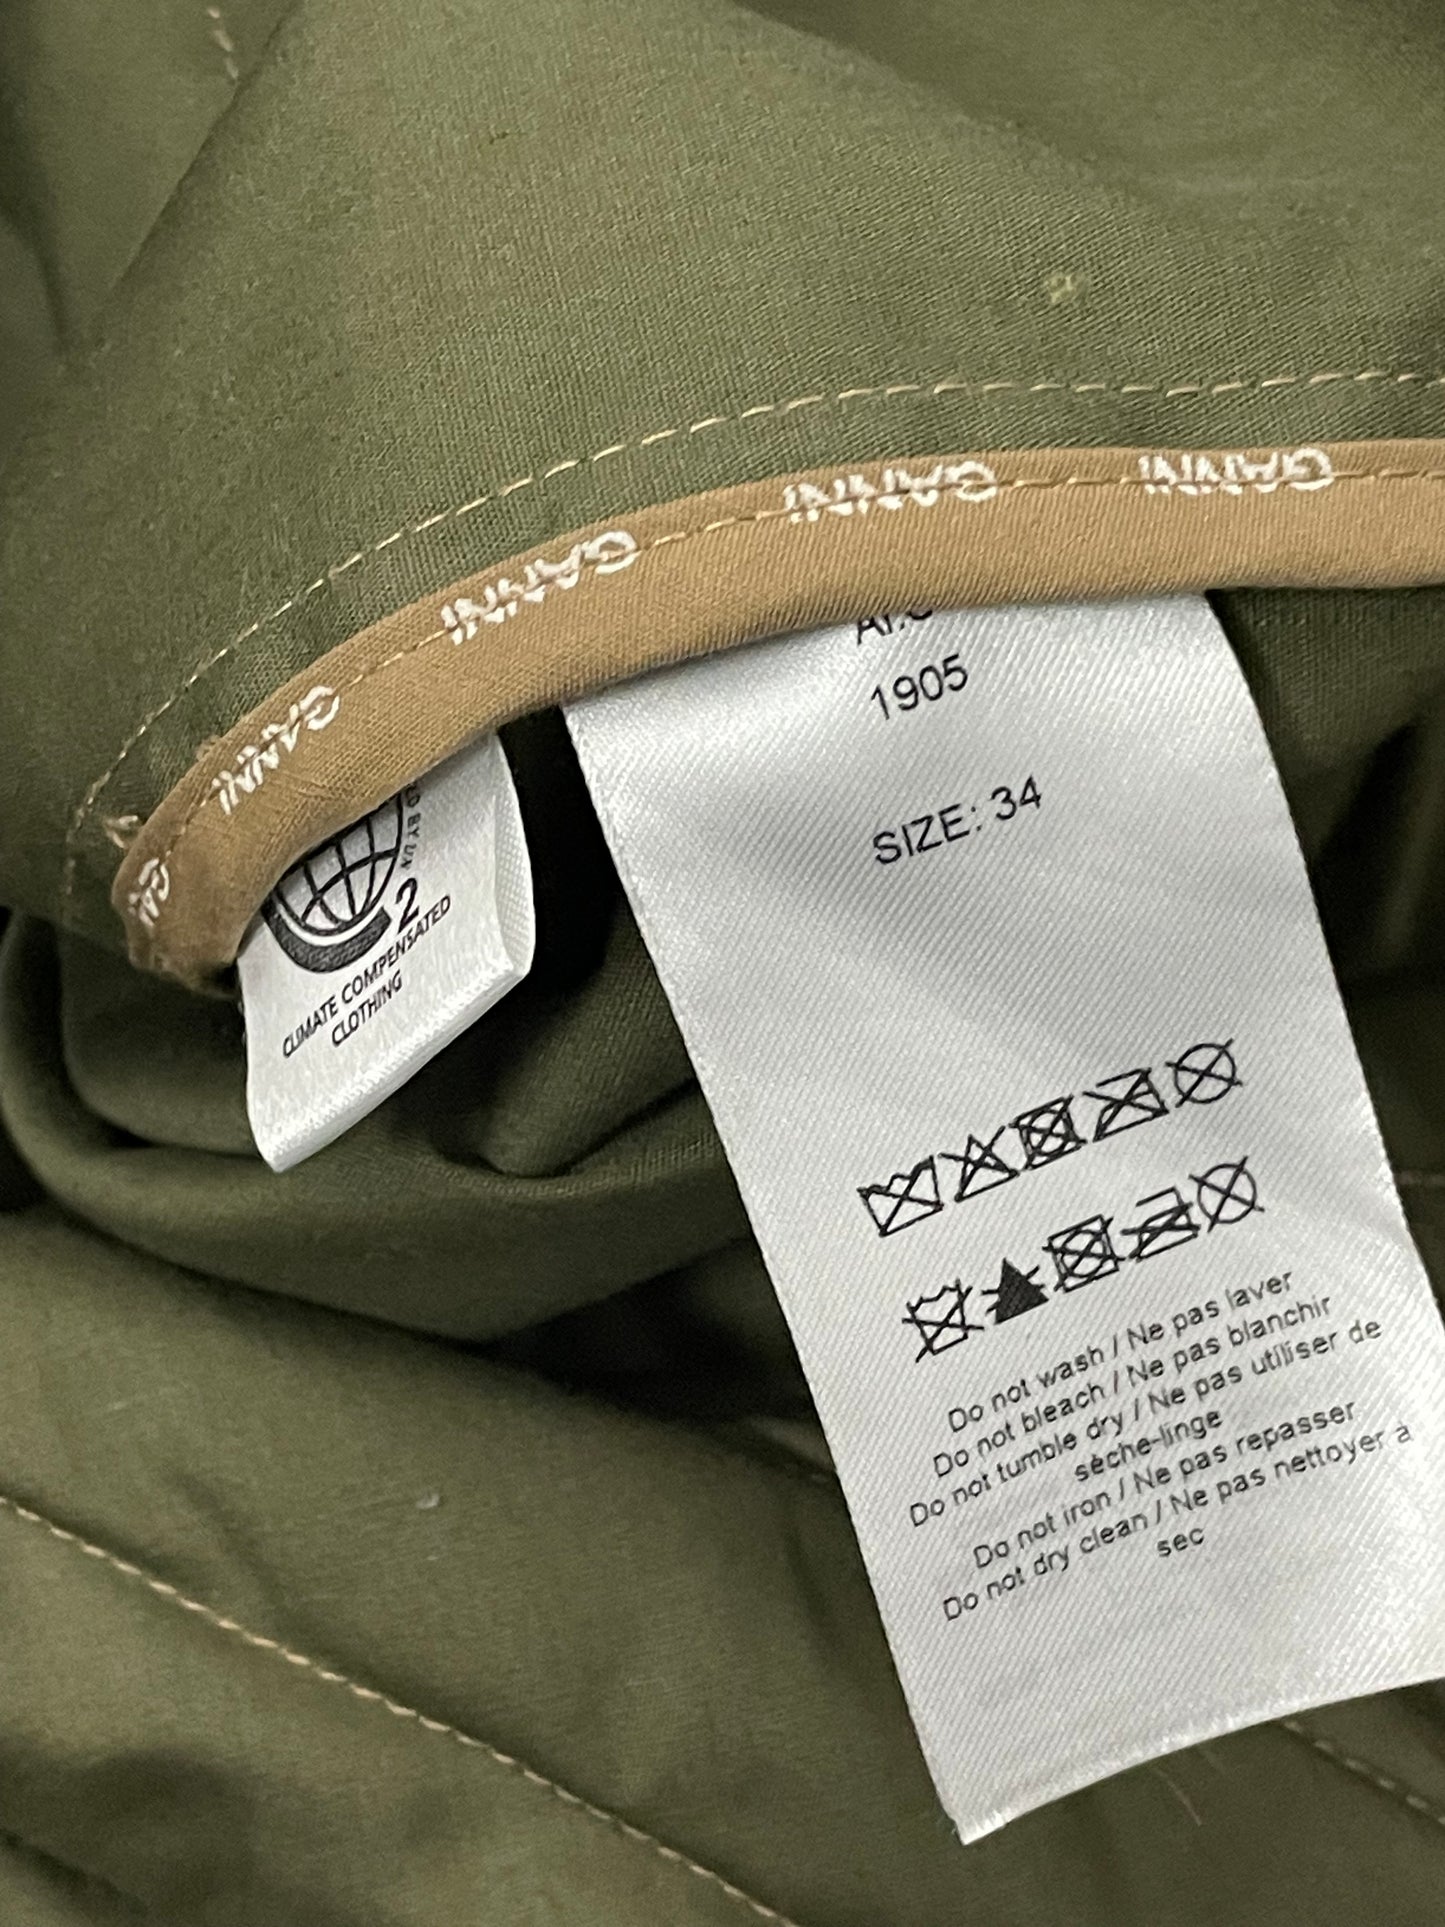 GANNI
GANNI
GANNI
GANNI
1905
SIZE: 34
2
CLIMATE COMPENSATED
CLOTHING
Do not wash / Ne pas laver
Do not bleach / Ne pas blanchir
Do not tumble dry / Ne pas utiliser de
sèche-linge
Do not iron / Ne pas repasser
Do not dry clean / Ne pas nettoyer à
sec